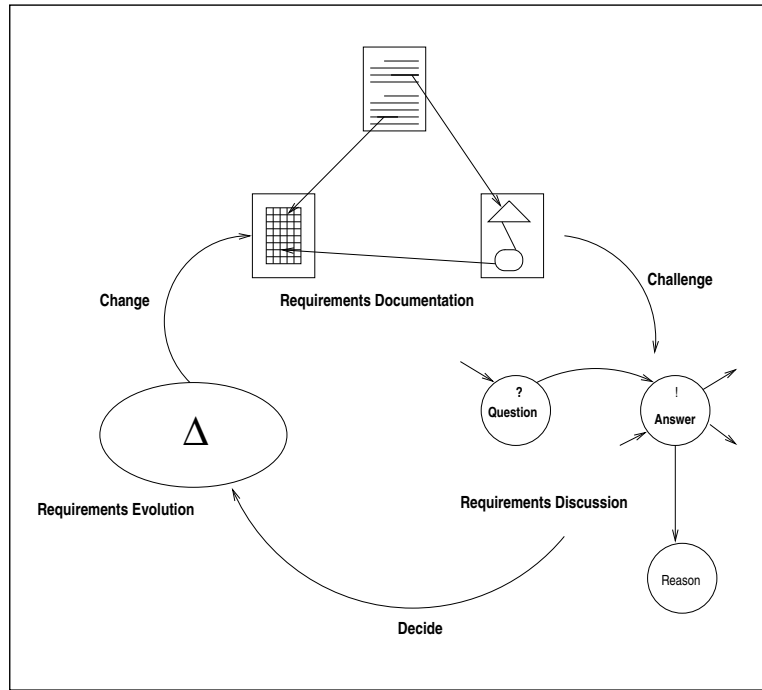 Change
Requirements Documentation
Challenge
?
Question
!
Answer
Δ
Requirements Evolution
Requirements Discussion
Reason
Decide